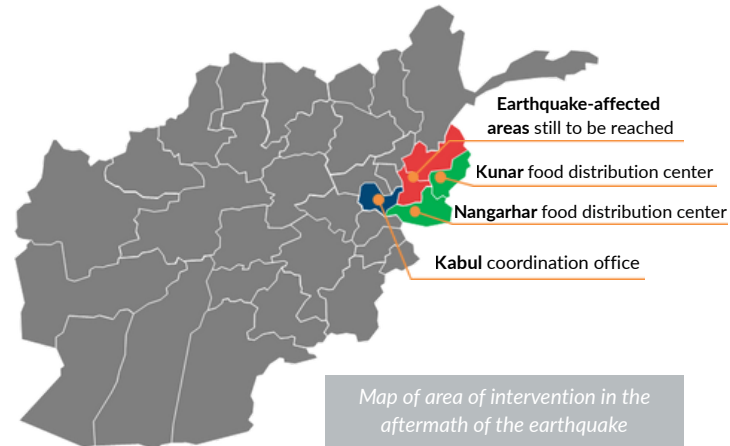 Earthquake-affected
areas still to be reached
Kunar food distribution center
Nangarhar food distribution center
Kabul coordination office
Map of area of intervention in the
aftermath of the earthquake